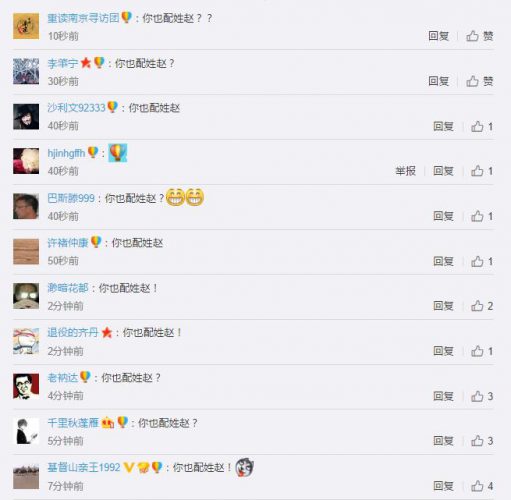 重读南京寻访团：你也配姓赵？？
10秒前 回复 赞
李肇宁：你也配姓赵？
30秒前 回复 赞
沙利文92333：你也配姓赵
40秒前 回复 1
hjinhgffh：
40秒前 举报 回复 1
巴斯滕999：你也配姓赵？
40秒前 回复 1
许褚仲康：你也配姓赵
50秒前 回复 1
渺暗花郁：你也配姓赵！
2分钟前 回复 2
退役的齐丹：你也配姓赵！
2分钟前 回复 1
老衲达：你也配姓赵？
4分钟前 回复 3
千里秋蓬雁：你也配姓赵？
5分钟前 回复 3
基督山亲王1992：你也配姓赵！
7分钟前 回复 4